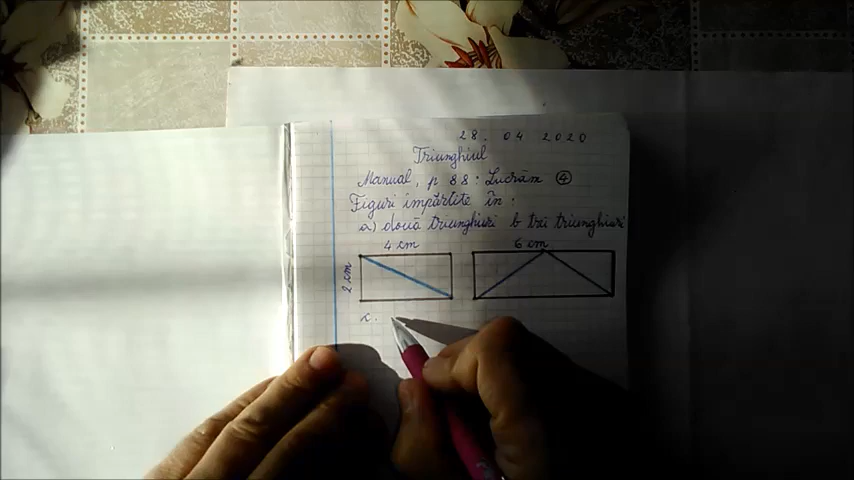 28. 04 2020
Triunghiul
Manual, p 88: Lucrăm 4
Figuri împărțite în:
a) două triunghiuri b trei triunghiuri
4 cm 6 cm
2 cm
c.